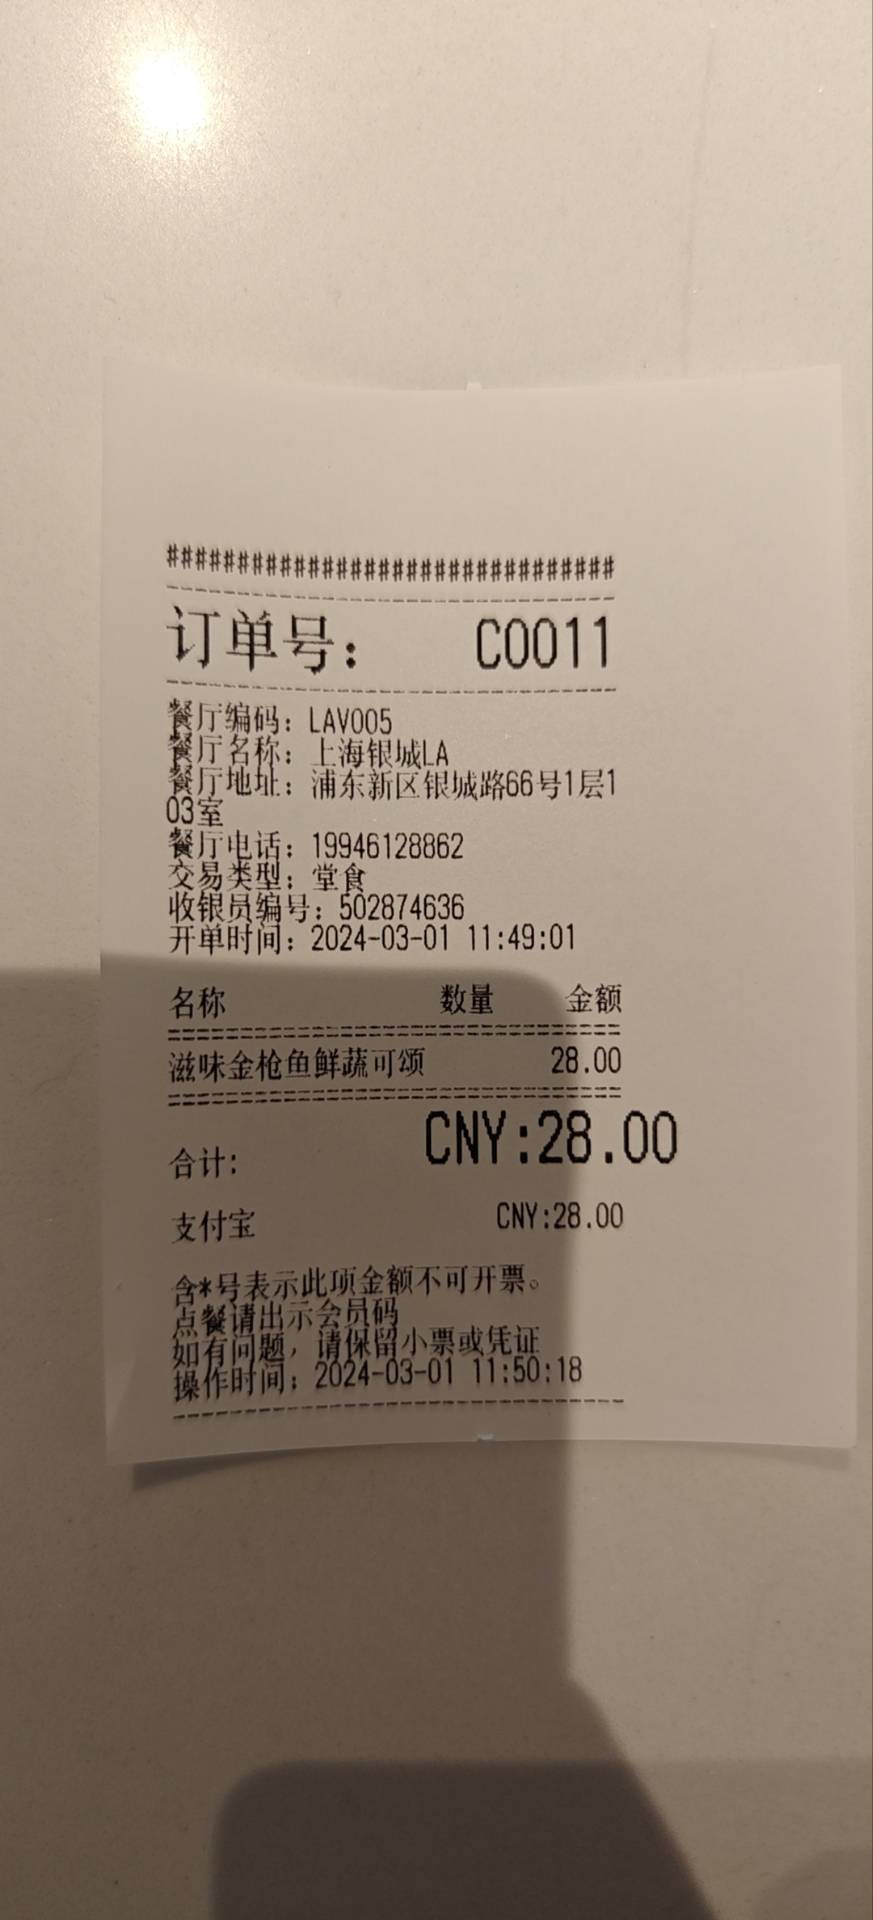 ################################
订单号： C0011
餐厅编码：LAV005
餐厅名称：上海银城LA
餐厅地址：浦东新区银城路66号1层1
03室
餐厅电话：19946128862
交易类型：堂食
收银员编号：502874636
开单时间：2024-03-01 11:49:01
名称 数量 金额
滋味金枪鱼鲜蔬可颂 28.00
合计: CNY:28.00
支付宝 CNY:28.00
含*号表示此项金额不可开票。
点餐请出示会员码
如有问题，请保留小票或凭证
操作时间：2024-03-01 11:50:18